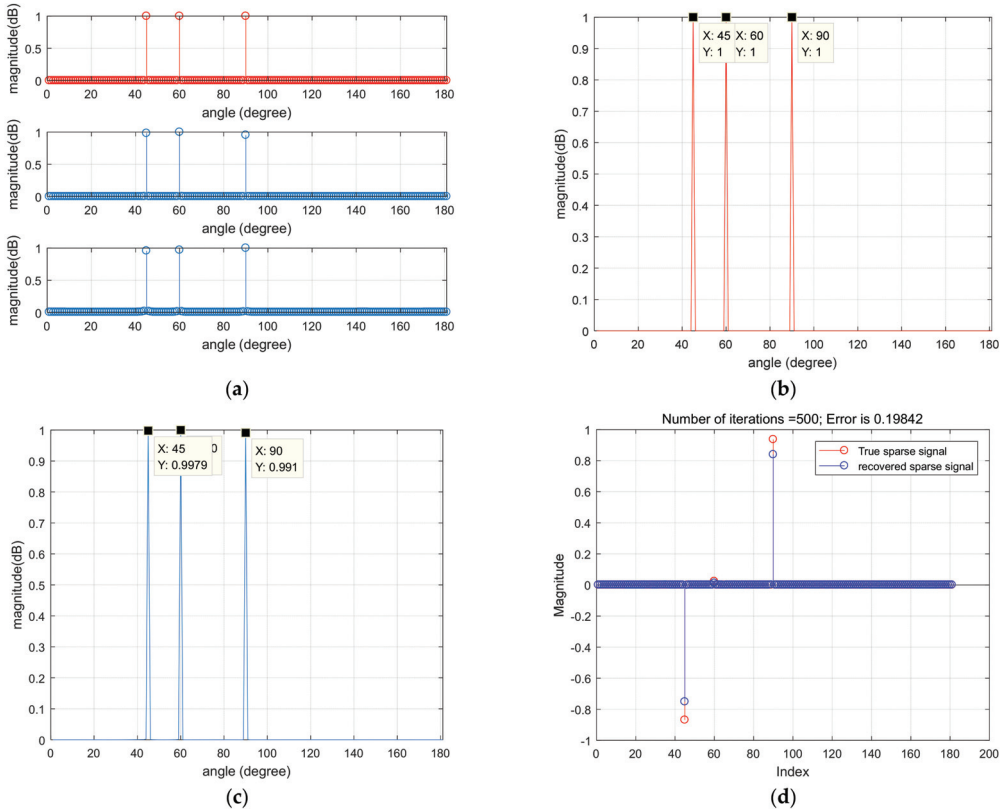 magnitude(dB)
1
0.5
0
0 20 40 60 80 100 120 140 160 180
angle (degree)
magnitude(dB)
1
0.5
0
0 20 40 60 80 100 120 140 160 180
angle (degree)
magnitude(dB)
1
0.5
0
0 20 40 60 80 100 120 140 160 180
angle (degree)
(a)
magnitude(dB)
1
0.9
0.8
0.7
0.6
0.5
0.4
0.3
0.2
0.1
0
X: 45
Y: 1
X: 60
Y: 1
X: 90
Y: 1
0 20 40 60 80 100 120 140 160 180
angle (degree)
(b)
magnitude(dB)
1
0.9
0.8
0.7
0.6
0.5
0.4
0.3
0.2
0.1
0
X: 45
Y: 0.9979
0
X: 90
Y: 0.991
0 20 40 60 80 100 120 140 160 180
angle (degree)
(c)
Number of iterations =500; Error is 0.19842
Magnitude
1
0.8
0.6
0.4
0.2
0
-0.2
-0.4
-0.6
-0.8
-1
True sparse signal
recovered sparse signal
0 20 40 60 80 100 120 140 160 180 200
Index
(d)